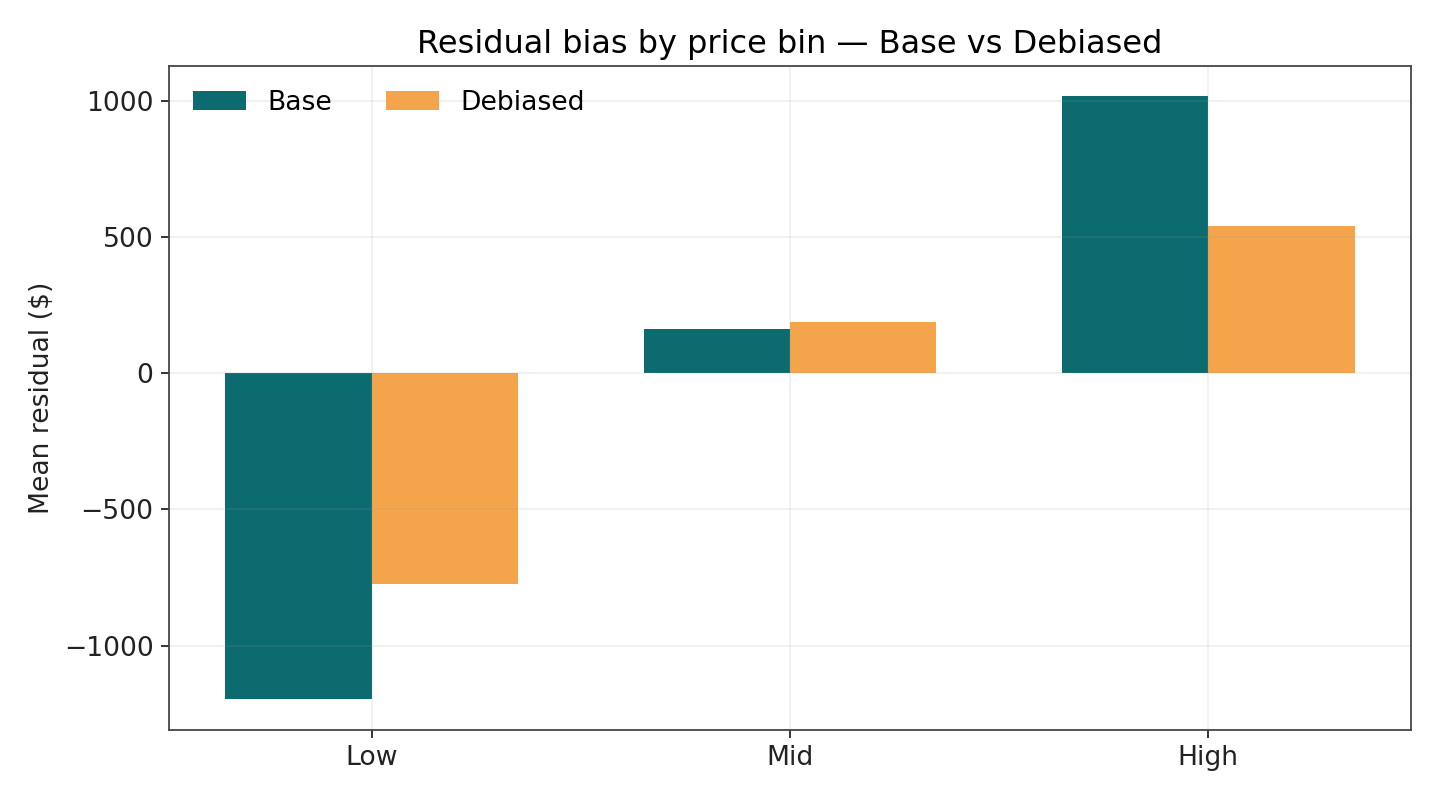 Residual bias by price bin — Base vs Debiased
Base
Debiased
Mean residual ($)
1000
500
0
−500
−1000
Low
Mid
High